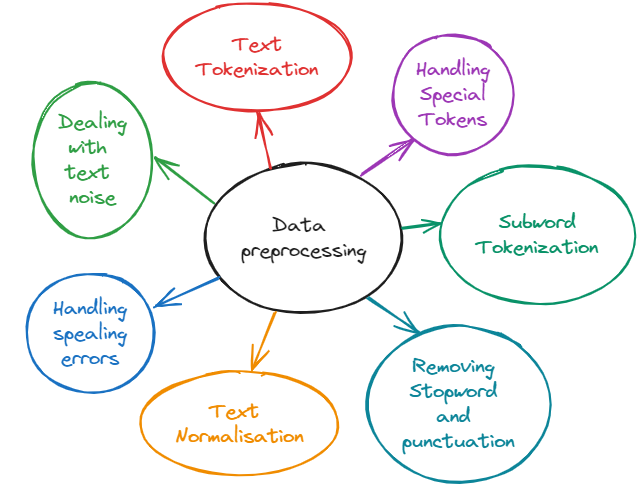 Text
Tokenization
Handling
Special
Tokens
Dealing
with
text
noise
Data
preprocessing
Subword
Tokenization
Handling
spealing
errors
Removing
Stopword
and
punctuation
Text
Normalisation